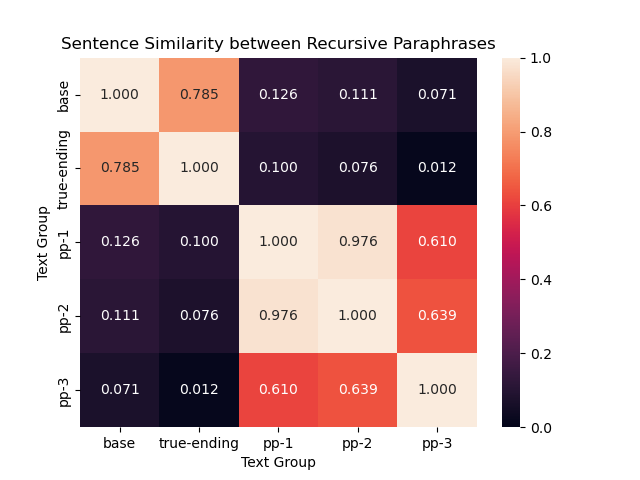 Sentence Similarity between Recursive Paraphrases
base 1.000 0.785 0.126 0.111 0.071
true-ending 0.785 1.000 0.100 0.076 0.012
pp-1 0.126 0.100 1.000 0.976 0.610
pp-2 0.111 0.076 0.976 1.000 0.639
pp-3 0.071 0.012 0.610 0.639 1.000
Text Group
base true-ending pp-1 pp-2 pp-3
Text Group
1.0
0.8
0.6
0.4
0.2
0.0